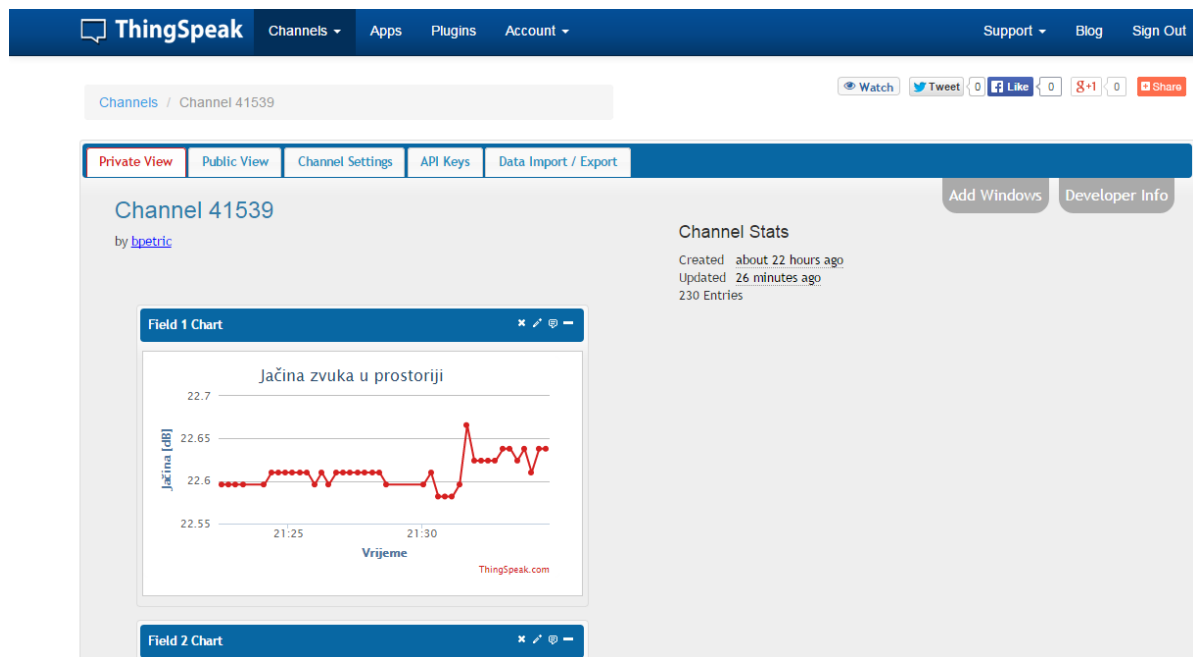 ThingSpeak Channels Apps Plugins Account Support Blog Sign Out
Channels / Channel 41539
Watch Tweet 0 Like 0 g+1 0 Share
Private View Public View Channel Settings API Keys Data Import / Export
Add Windows Developer Info
Channel 41539
by bpetric
Channel Stats
Created about 22 hours ago
Updated 26 minutes ago
230 Entries
Field 1 Chart
Jačina zvuka u prostoriji
Jačina [dB]
22.7
22.65
22.6
22.55
21:25 21:30
Vrijeme
ThingSpeak.com
Field 2 Chart